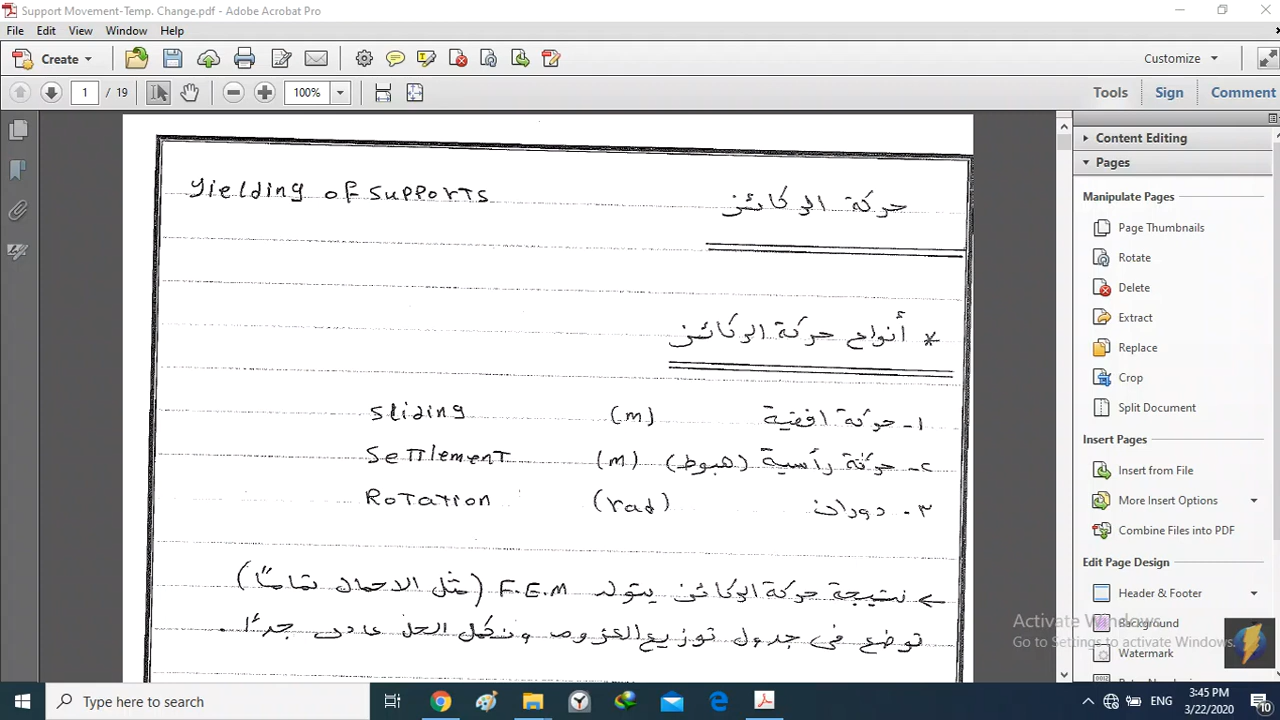 Support Movement-Temp. Change.pdf - Adobe Acrobat Pro
File Edit View Window Help
Create
Customize
1 / 19
100%
Tools Sign Comment
Yielding of supports
حركة الركائز
* أنواع حركة الركائز
١- حركة افقية (m) Sliding
٢- حركة رأسية (هبوط) (m) Settlement
٣- دوران (rad) Rotation
← نتيجة حركة الركائز يتولد F.E.M (مثل الاحمال تماماً)
توضع فى جدول توزيع العزوم ونكمل الحل عادى جداً .
Content Editing
Pages
Manipulate Pages
Page Thumbnails
Rotate
Delete
Extract
Replace
Crop
Split Document
Insert Pages
Insert from File
More Insert Options
Combine Files into PDF
Edit Page Design
Header & Footer
Background
Watermark
Activate Windows
Go to Settings to activate Windows.
Type here to search
ENG
3:45 PM
3/22/2020
10